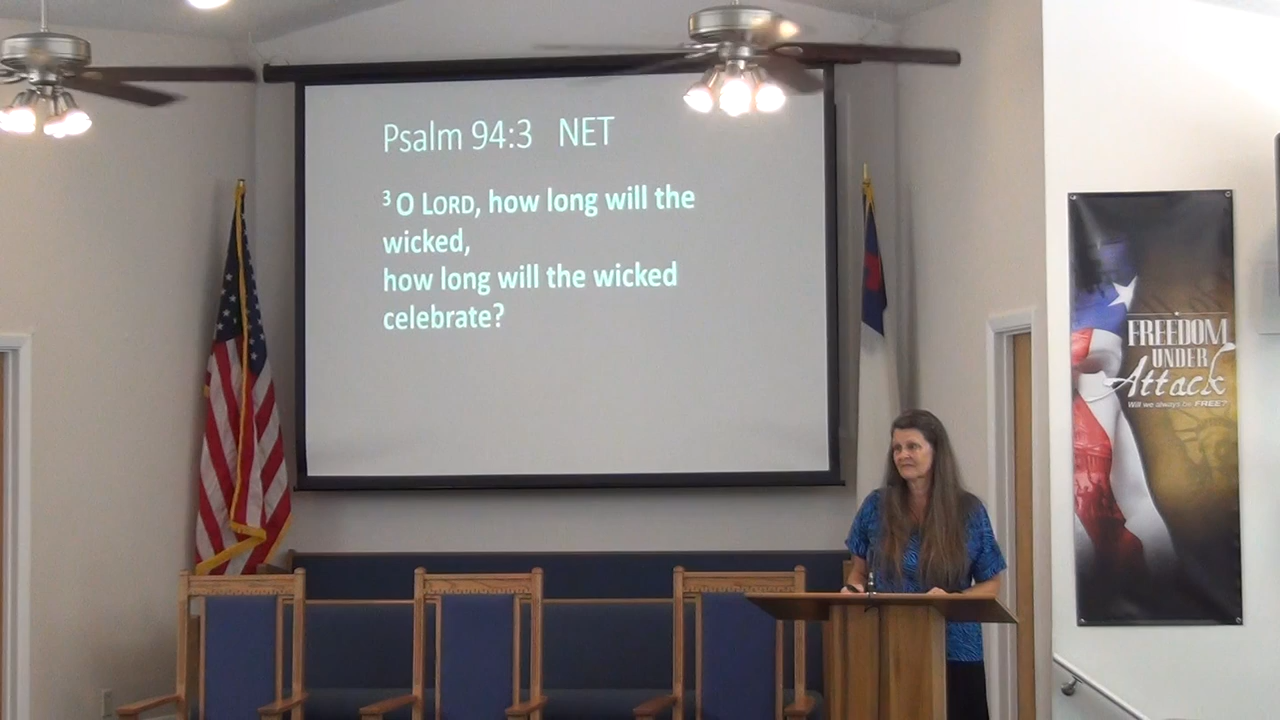 Psalm 94:3 NET
3 O LORD, how long will the
wicked,
how long will the wicked
celebrate?
FREEDOM
UNDER
Attack
Will we always be FREE?